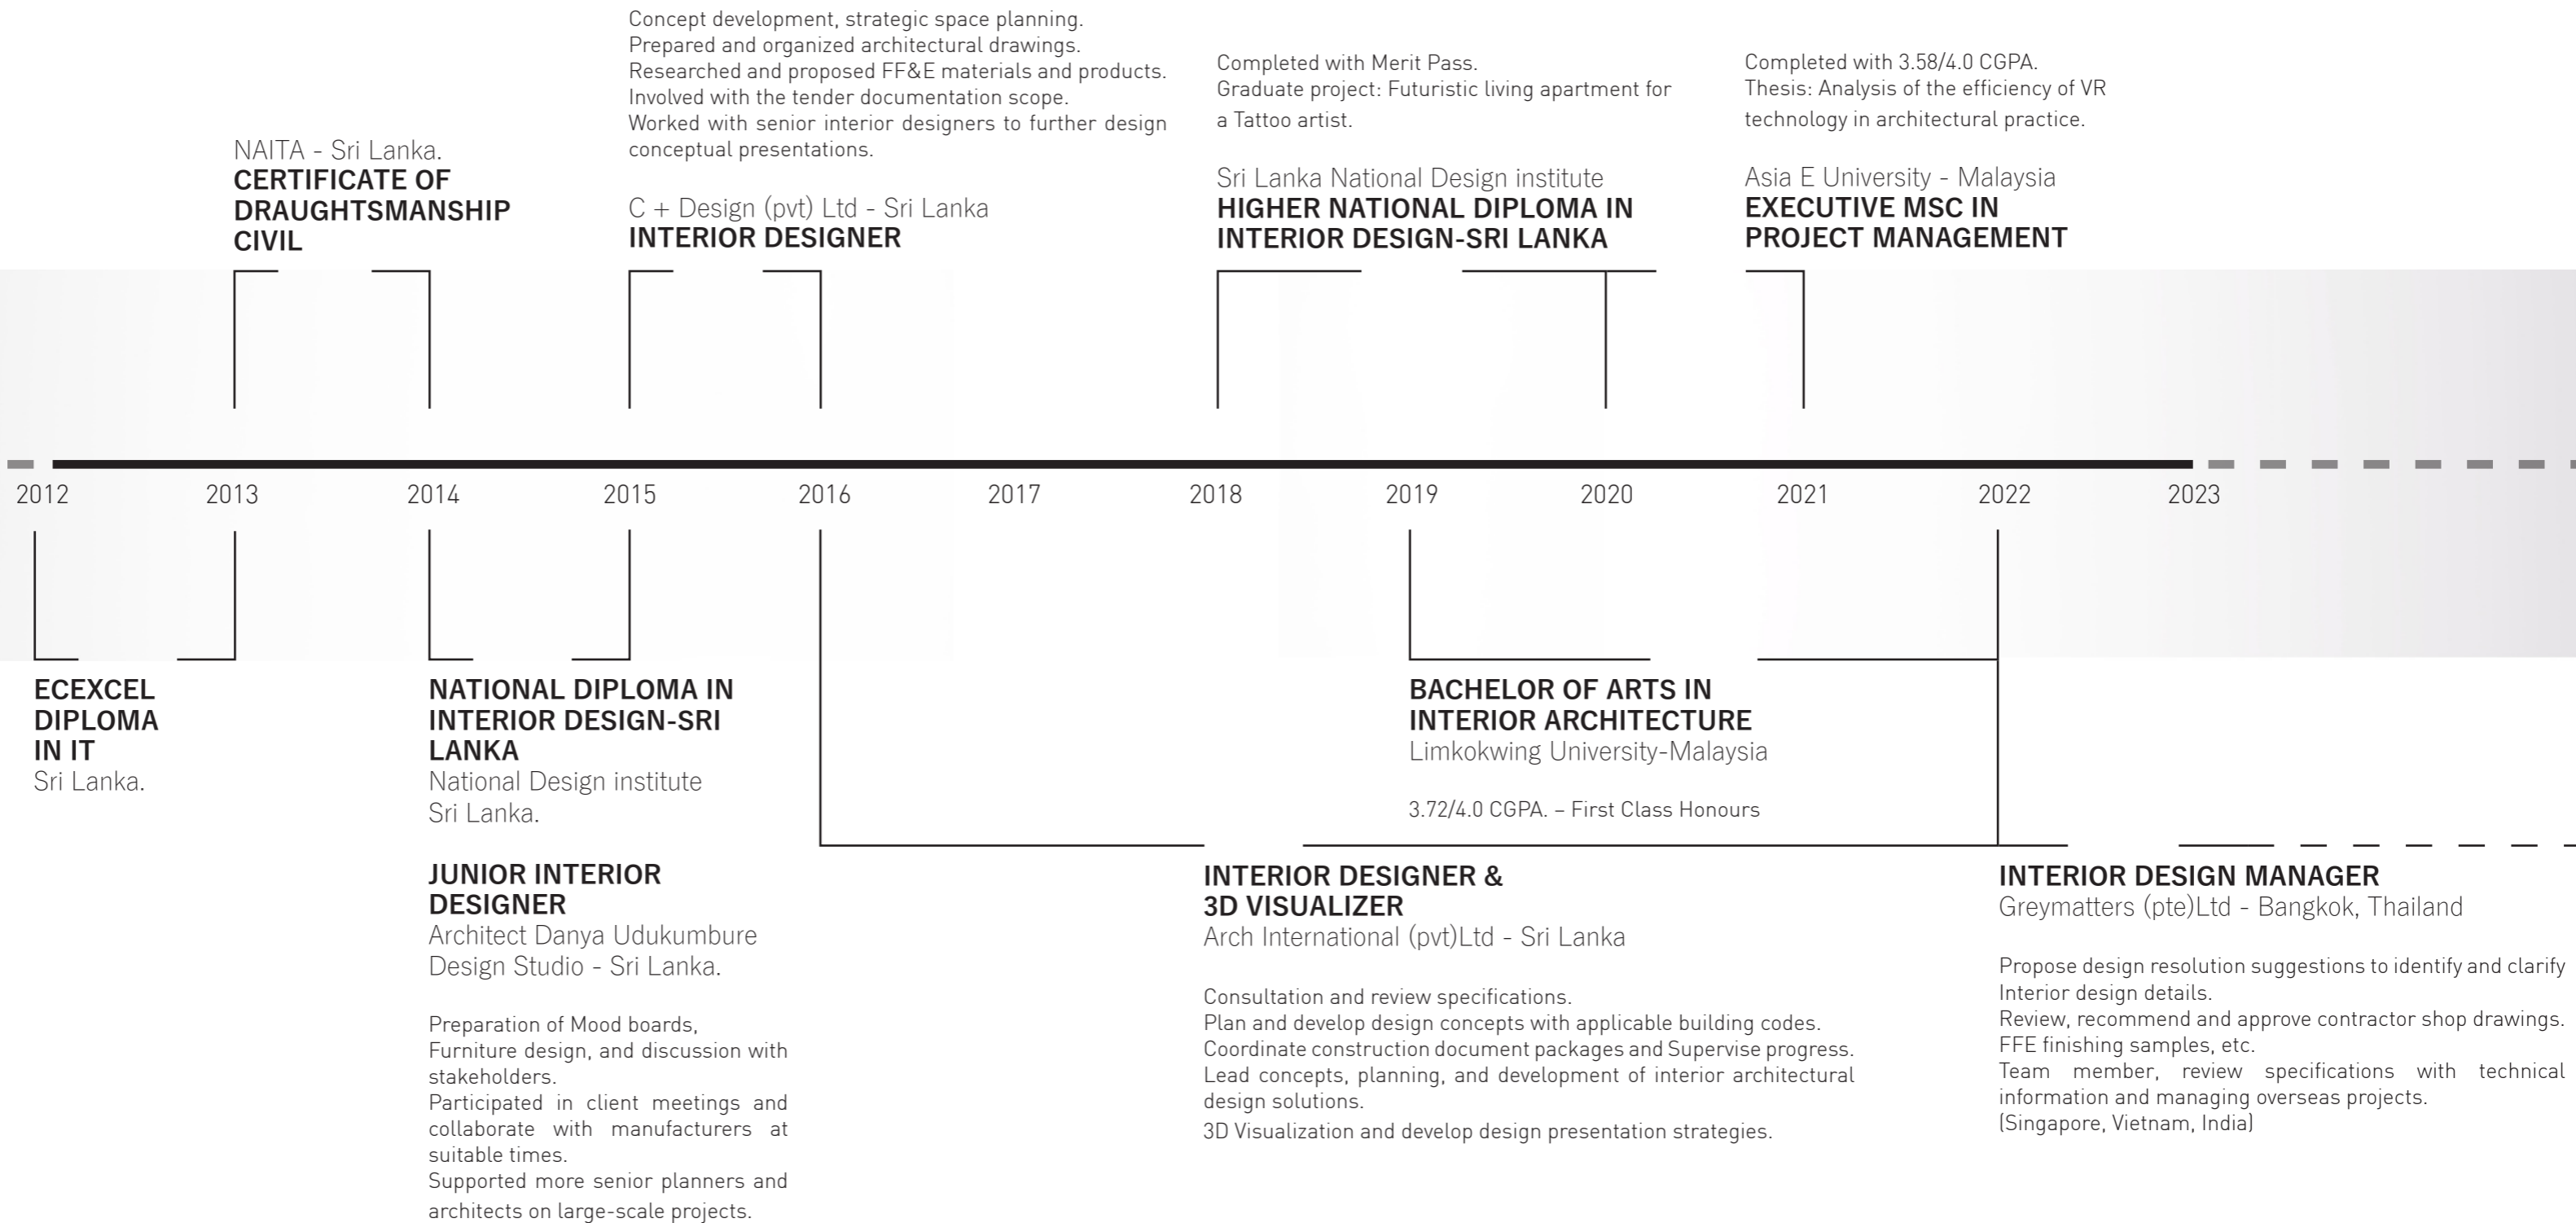 NAITA - Sri Lanka.
CERTIFICATE OF
DRAUGHTSMANSHIP
CIVIL
Concept development, strategic space planning.
Prepared and organized architectural drawings.
Researched and proposed FF&E materials and products.
Involved with the tender documentation scope.
Worked with senior interior designers to further design
conceptual presentations.
C + Design (pvt) Ltd - Sri Lanka
INTERIOR DESIGNER
Completed with Merit Pass.
Graduate project: Futuristic living apartment for
a Tattoo artist.
Sri Lanka National Design institute
HIGHER NATIONAL DIPLOMA IN
INTERIOR DESIGN-SRI LANKA
Completed with 3.58/4.0 CGPA.
Thesis: Analysis of the efficiency of VR
technology in architectural practice.
Asia E University - Malaysia
EXECUTIVE MSC IN
PROJECT MANAGEMENT
2012 2013 2014 2015 2016 2017 2018 2019 2020 2021 2022 2023
ECEXCEL
DIPLOMA
IN IT
Sri Lanka.
NATIONAL DIPLOMA IN
INTERIOR DESIGN-SRI
LANKA
National Design institute
Sri Lanka.
JUNIOR INTERIOR
DESIGNER
Architect Danya Udukumbure
Design Studio - Sri Lanka.
Preparation of Mood boards,
Furniture design, and discussion with
stakeholders.
Participated in client meetings and
collaborate with manufacturers at
suitable times.
Supported more senior planners and
architects on large-scale projects.
BACHELOR OF ARTS IN
INTERIOR ARCHITECTURE
Limkokwing University-Malaysia
3.72/4.0 CGPA. – First Class Honours
INTERIOR DESIGNER &
3D VISUALIZER
Arch International (pvt)Ltd - Sri Lanka
Consultation and review specifications.
Plan and develop design concepts with applicable building codes.
Coordinate construction document packages and Supervise progress.
Lead concepts, planning, and development of interior architectural
design solutions.
3D Visualization and develop design presentation strategies.
INTERIOR DESIGN MANAGER
Greymatters (pte)Ltd - Bangkok, Thailand
Propose design resolution suggestions to identify and clarify
Interior design details.
Review, recommend and approve contractor shop drawings.
FFE finishing samples, etc.
Team member, review specifications with technical
information and managing overseas projects.
(Singapore, Vietnam, India)